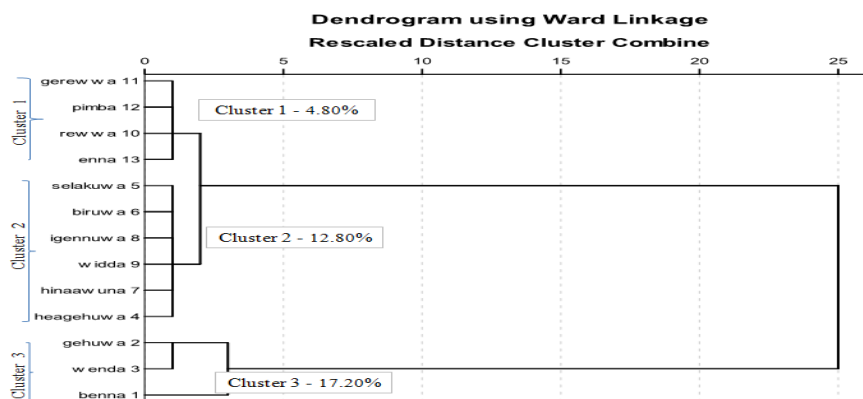 Dendrogram using Ward Linkage
Rescaled Distance Cluster Combine
0 5 10 15 20 25
Cluster 1
gerew w a 11
pimba 12
rew w a 10
enna 13
Cluster 1 - 4.80%
Cluster 2
selakuw a 5
biruw a 6
igennuw a 8
w idda 9
hinaaw una 7
heagehuw a 4
Cluster 2 - 12.80%
Cluster 3
gehuw a 2
w enda 3
benna 1
Cluster 3 - 17.20%